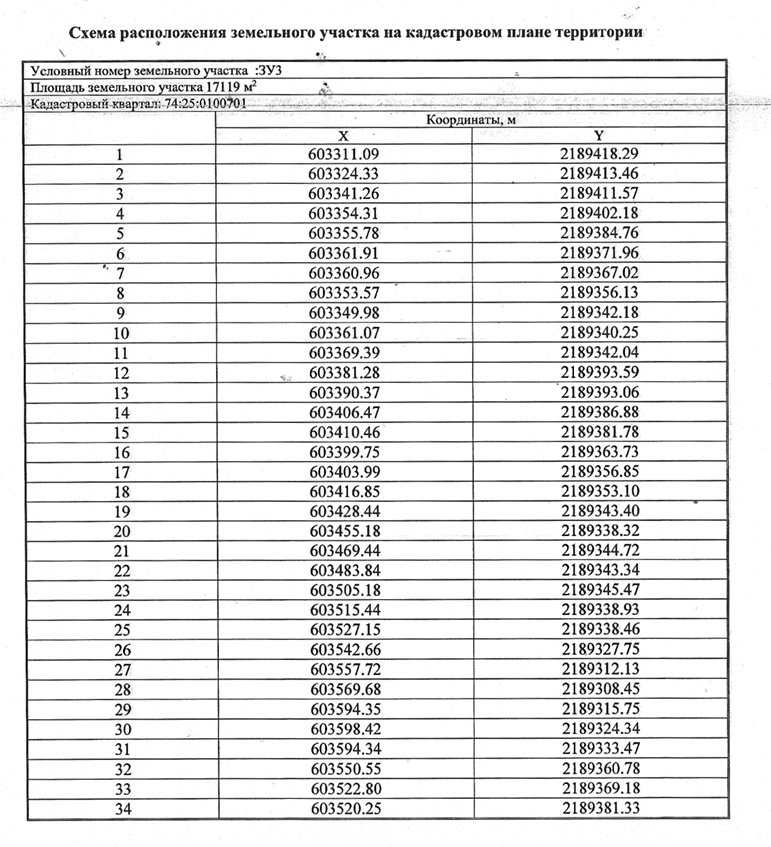 Схема расположения земельного участка на кадастровом плане территории
Условный номер земельного участка :ЗУ3
Площадь земельного участка 17119 м²
Кадастровый квартал: 74:25:0100701
Координаты, м
X Y
1 603311.09 2189418.29
2 603324.33 2189413.46
3 603341.26 2189411.57
4 603354.31 2189402.18
5 603355.78 2189384.76
6 603361.91 2189371.96
7 603360.96 2189367.02
8 603353.57 2189356.13
9 603349.98 2189342.18
10 603361.07 2189340.25
11 603369.39 2189342.04
12 603381.28 2189393.59
13 603390.37 2189393.06
14 603406.47 2189386.88
15 603410.46 2189381.78
16 603399.75 2189363.73
17 603403.99 2189356.85
18 603416.85 2189353.10
19 603428.44 2189343.40
20 603455.18 2189338.32
21 603469.44 2189344.72
22 603483.84 2189343.34
23 603505.18 2189345.47
24 603515.44 2189338.93
25 603527.15 2189338.46
26 603542.66 2189327.75
27 603557.72 2189312.13
28 603569.68 2189308.45
29 603594.35 2189315.75
30 603598.42 2189324.34
31 603594.34 2189333.47
32 603550.55 2189360.78
33 603522.80 2189369.18
34 603520.25 2189381.33